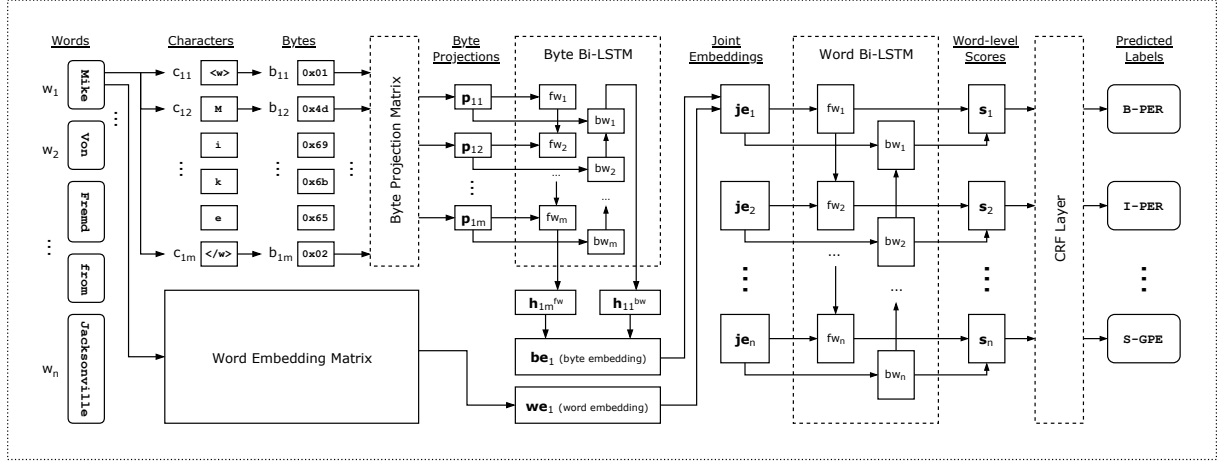 Words
Characters
Bytes
Byte Projections
Byte Bi-LSTM
Joint Embeddings
Word Bi-LSTM
Word-level Scores
Predicted Labels
w1
Mike
...
w2
Von
Fremd
...
from
wn
Jacksonville
c11
<w>
c12
M
i
...
k
...
e
c1m
</w>
b11
0x01
b12
0x4d
0x69
...
0x6b
...
0x65
b1m
0x02
Byte Projection Matrix
p11
p12
...
p1m
fw1
bw1
fw2
bw2
...
...
fwm
bwm
h1m fw
h11 bw
Word Embedding Matrix
be1 (byte embedding)
we1 (word embedding)
je1
je2
...
jen
fw1
bw1
fw2
bw2
...
...
fwn
bwn
s1
s2
...
sn
CRF Layer
B-PER
I-PER
...
S-GPE